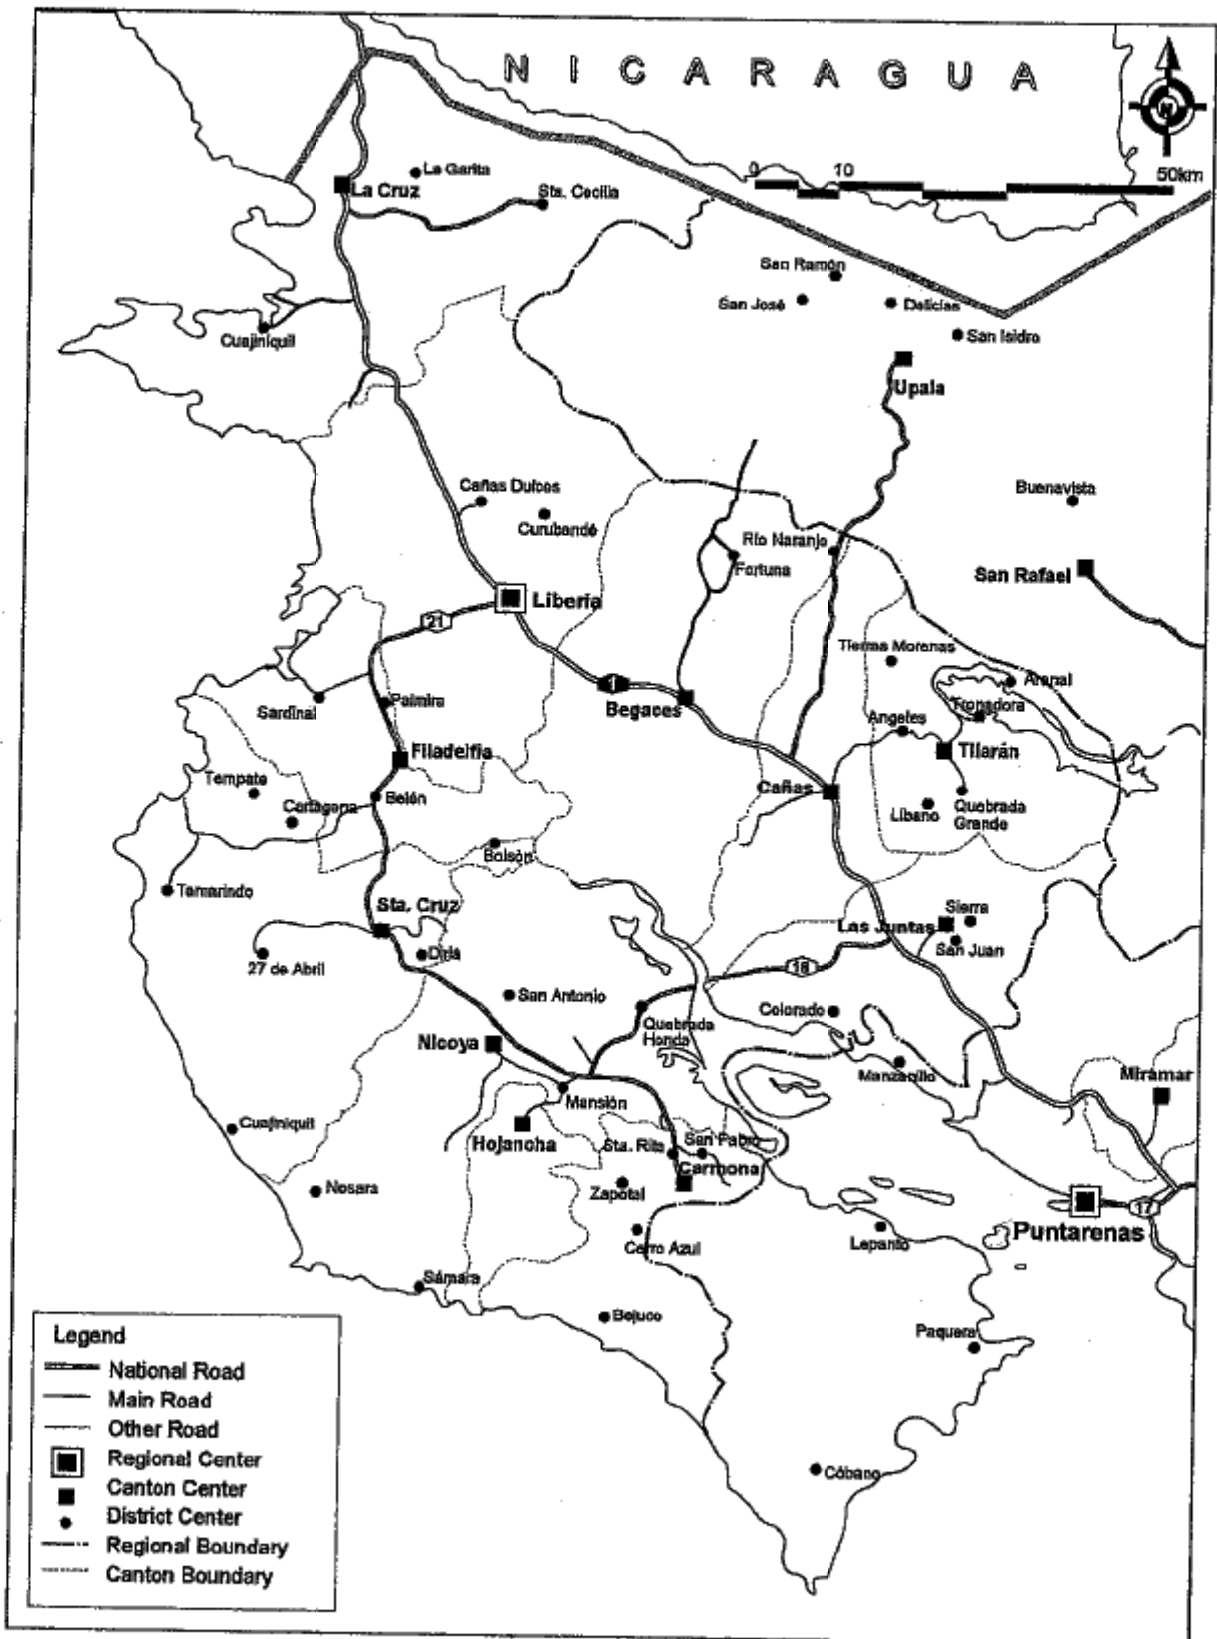 N I C A R A G U A
N
0 10 50km
La Garita
La Cruz
Sta. Cecilia
San Ramón
San José
Delicias
San Isidro
Cuajiniquil
Upala
Cañas Dulces
Curubandé
Buenavista
Río Naranjo
Fortuna
San Rafael
Liberia
21
Tierras Morenas
Arenal
Sardinal
Palmira
1
Begaces
Tronadora
Angeles
Filadelfia
Tilarán
Tempate
Belén
Cañas
Cartagena
Líbano
Quebrada
Grande
Bolsón
Tamarindo
Sta. Cruz
Sierra
Las Juntas
San Juan
27 de Abril
Diriá
18
San Antonio
Colorado
Quebrada
Honda
Nicoya
Manzanillo
Miramar
Mansión
Cuajiniquil
Hojancha
Sta. Rita
San Pablo
Carmona
Nosara
Zapotal
Puntarenas
17
Cerro Azul
Lepanto
Sámara
Bejuco
Paquera
Cóbano
Legend
National Road
Main Road
Other Road
Regional Center
Canton Center
District Center
Regional Boundary
Canton Boundary